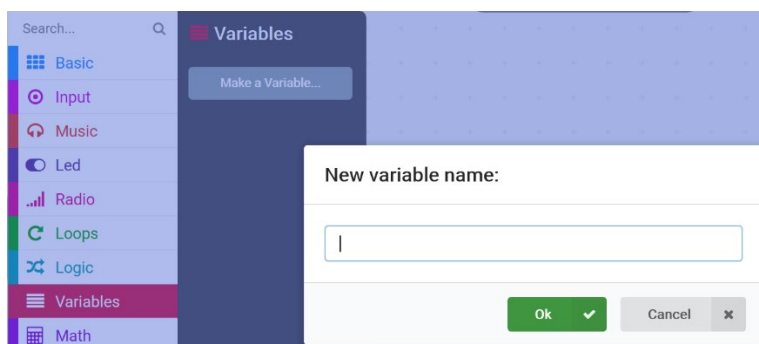 Search...
Variables
Basic
Make a Variable...
Input
Music
Led
New variable name:
Radio
Loops
Logic
Variables
Ok
Cancel
Math